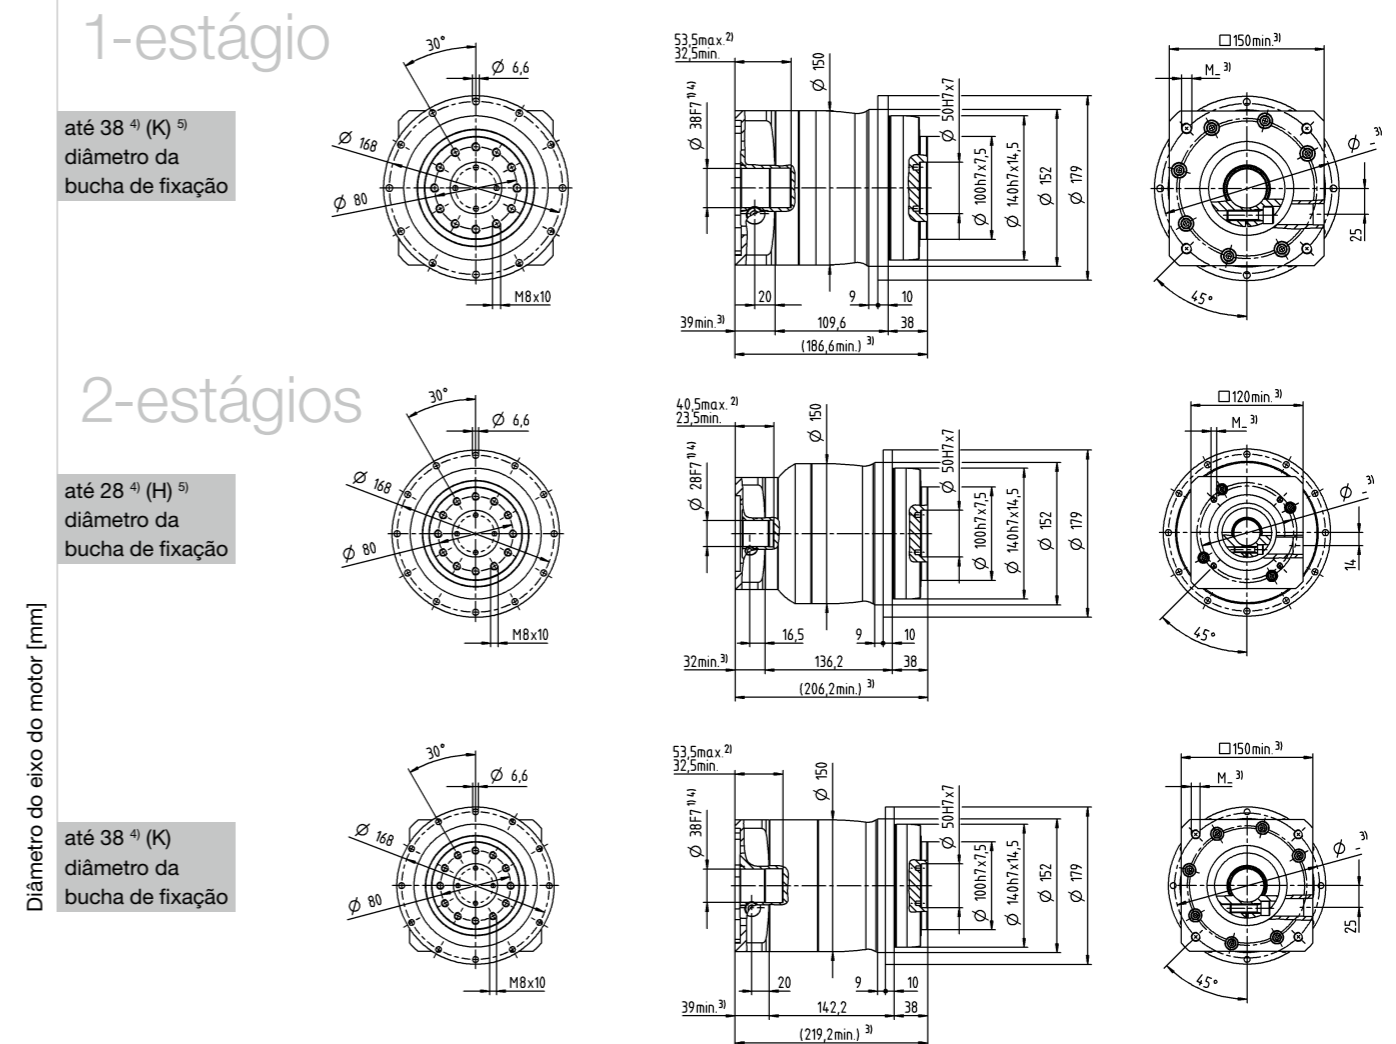 1-estágio
até 38 ⁴⁾ (K) ⁵⁾
diâmetro da
bucha de fixação
30°
Ø 6,6
Ø 168
Ø 80
M8x10
53,5max.²⁾
32,5min.
Ø 38F7 ¹⁾ ⁴⁾
Ø 150
Ø 50H7x7
Ø 100h7x7,5
Ø 140h7x14,5
Ø 152
Ø 179
20
9
10
39min.³⁾
109,6
38
(186,6min.) ³⁾
□150min.³⁾
M_ ³⁾
Ø _ ³⁾
25
45°
2-estágios
até 28 ⁴⁾ (H) ⁵⁾
diâmetro da
bucha de fixação
30°
Ø 6,6
Ø 168
Ø 80
M8x10
40,5max.²⁾
23,5min.
Ø 28F7 ¹⁾ ⁴⁾
Ø 150
Ø 50H7x7
Ø 100h7x7,5
Ø 140h7x14,5
Ø 152
Ø 179
16,5
9
10
32min.³⁾
136,2
38
(206,2min.) ³⁾
□120min.³⁾
M_ ³⁾
Ø _ ³⁾
14
45°
Diâmetro do eixo do motor [mm]
até 38 ⁴⁾ (K)
diâmetro da
bucha de fixação
30°
Ø 6,6
Ø 168
Ø 80
M8x10
53,5max.²⁾
32,5min.
Ø 38F7 ¹⁾ ⁴⁾
Ø 150
Ø 50H7x7
Ø 100h7x7,5
Ø 140h7x14,5
Ø 152
Ø 179
20
9
10
39min.³⁾
142,2
38
(219,2min.) ³⁾
□150min.³⁾
M_ ³⁾
Ø _ ³⁾
25
45°